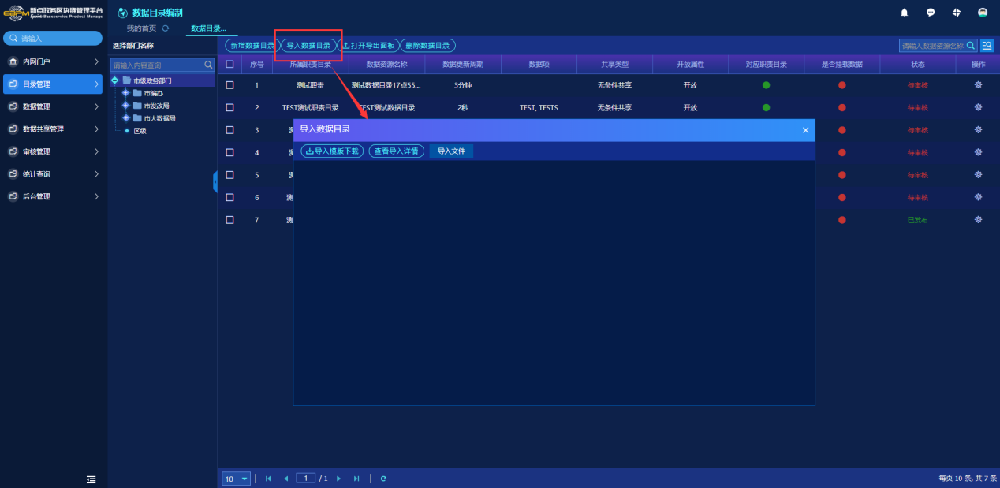 新点政务区块链管理平台
Epoint Baseservice Product Manage
请输入
内网门户
目录管理
数据管理
数据共享管理
审核管理
统计查询
后台管理
数据目录编制
我的首页
数据目录...
选择部门名称
请输入内容查询
市级政务部门
市编办
市发改局
市大数据局
区级
新增数据目录 导入数据目录 打开导出面板 删除数据目录 请输入数据资源名称
序号 所属职责目录 数据资源名称 数据更新周期 数据项 共享类型 开放属性 对应职责目录 是否挂载数据 状态 操作
1 测试职责 测试数据目录17点55... 3分钟 无条件共享 开放 待审核
2 TEST测试职责目录 TEST测试数据目录 2秒 TEST, TESTS 无条件共享 开放 待审核
3 待审核
4 待审核
5 待审核
6 测 待审核
7 测 已发布
导入数据目录
导入模版下载 查看导入详情 导入文件
10 1 / 1 每页 10 条, 共 7 条